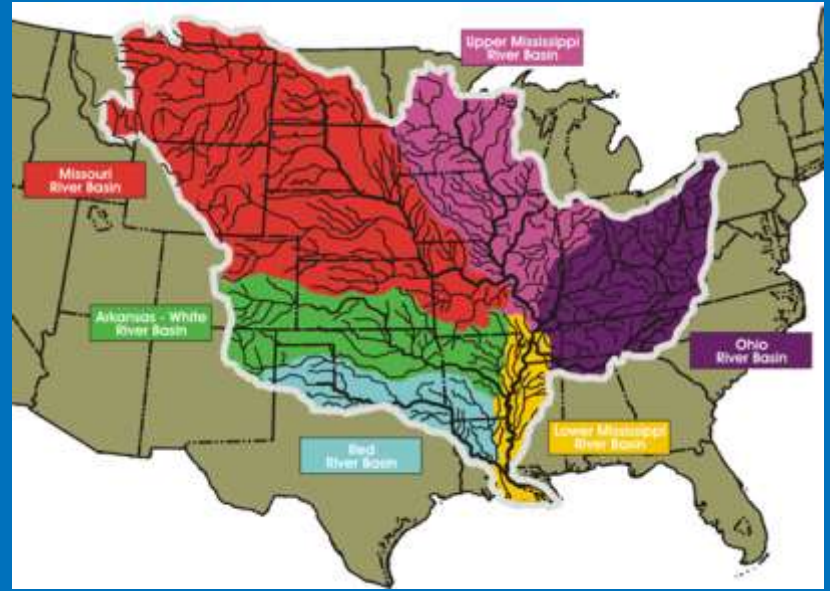 Upper Mississippi
River Basin
Missouri
River Basin
Arkansas - White
River Basin
Ohio
River Basin
Lower Mississippi
River Basin
Red
River Basin